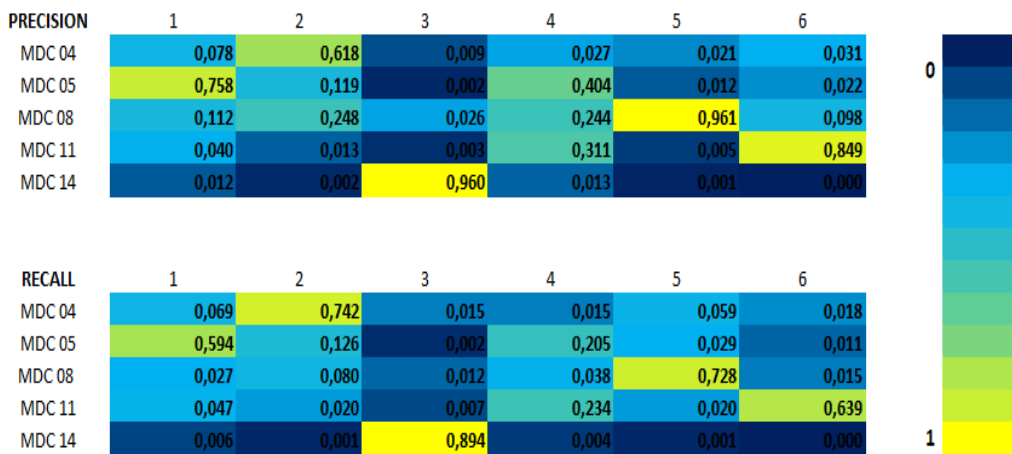 PRECISION 1 2 3 4 5 6
MDC 04 0,078 0,618 0,009 0,027 0,021 0,031
MDC 05 0,758 0,119 0,002 0,404 0,012 0,022
MDC 08 0,112 0,248 0,026 0,244 0,961 0,098
MDC 11 0,040 0,013 0,003 0,311 0,005 0,849
MDC 14 0,012 0,002 0,960 0,013 0,001 0,000
RECALL 1 2 3 4 5 6
MDC 04 0,069 0,742 0,015 0,015 0,059 0,018
MDC 05 0,594 0,126 0,002 0,205 0,029 0,011
MDC 08 0,027 0,080 0,012 0,038 0,728 0,015
MDC 11 0,047 0,020 0,007 0,234 0,020 0,639
MDC 14 0,006 0,001 0,894 0,004 0,001 0,000
0
1